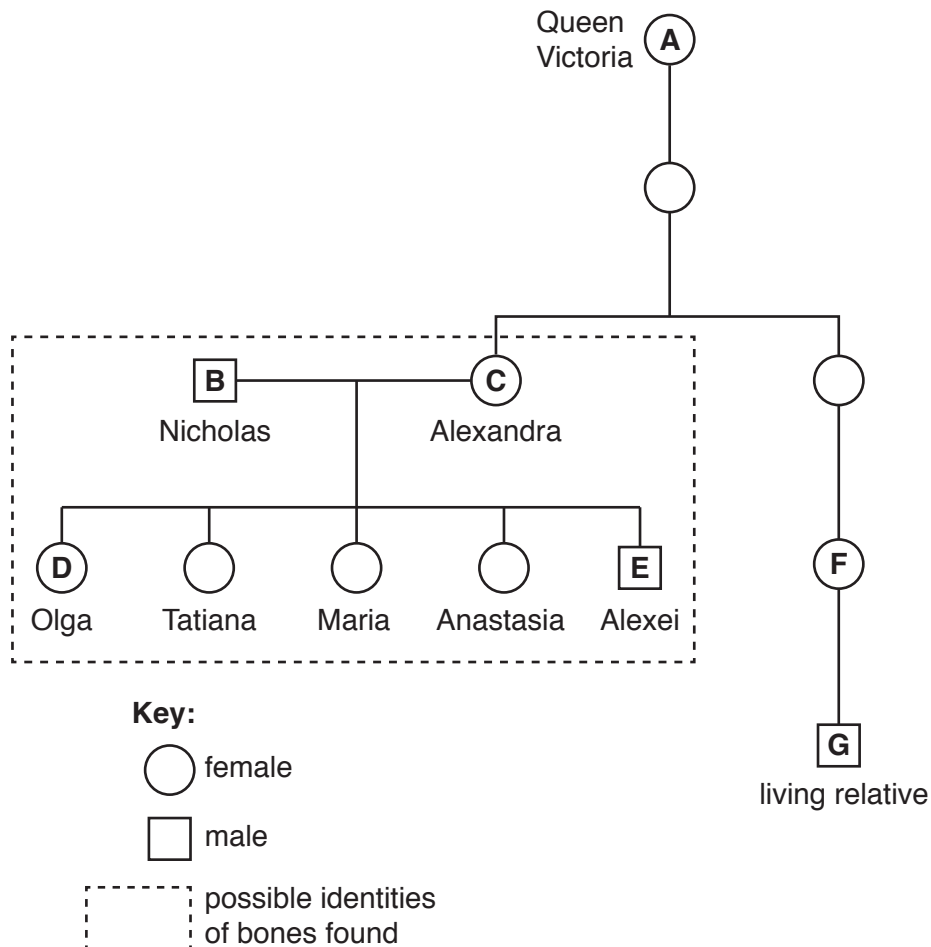 Queen
Victoria
A
B
C
Nicholas
Alexandra
D
E
F
Olga
Tatiana
Maria
Anastasia
Alexei
Key:
female
G
living relative
male
possible identities
of bones found